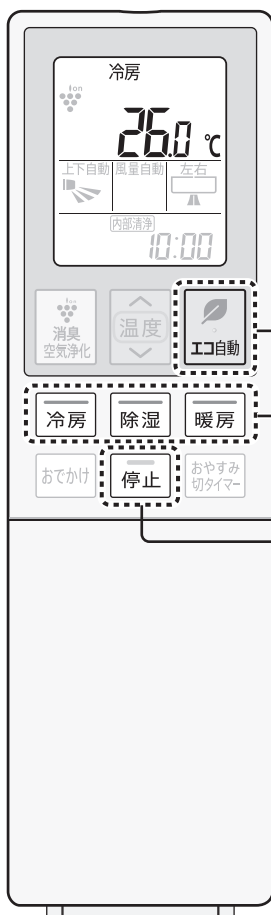 冷房
ion
26.0 ℃
上下自動 風量自動 左右
内部清浄
10:00
消臭
空気浄化
温度
エコ自動
冷房 除湿 暖房
おでかけ 停止 おやすみ
切タイマー